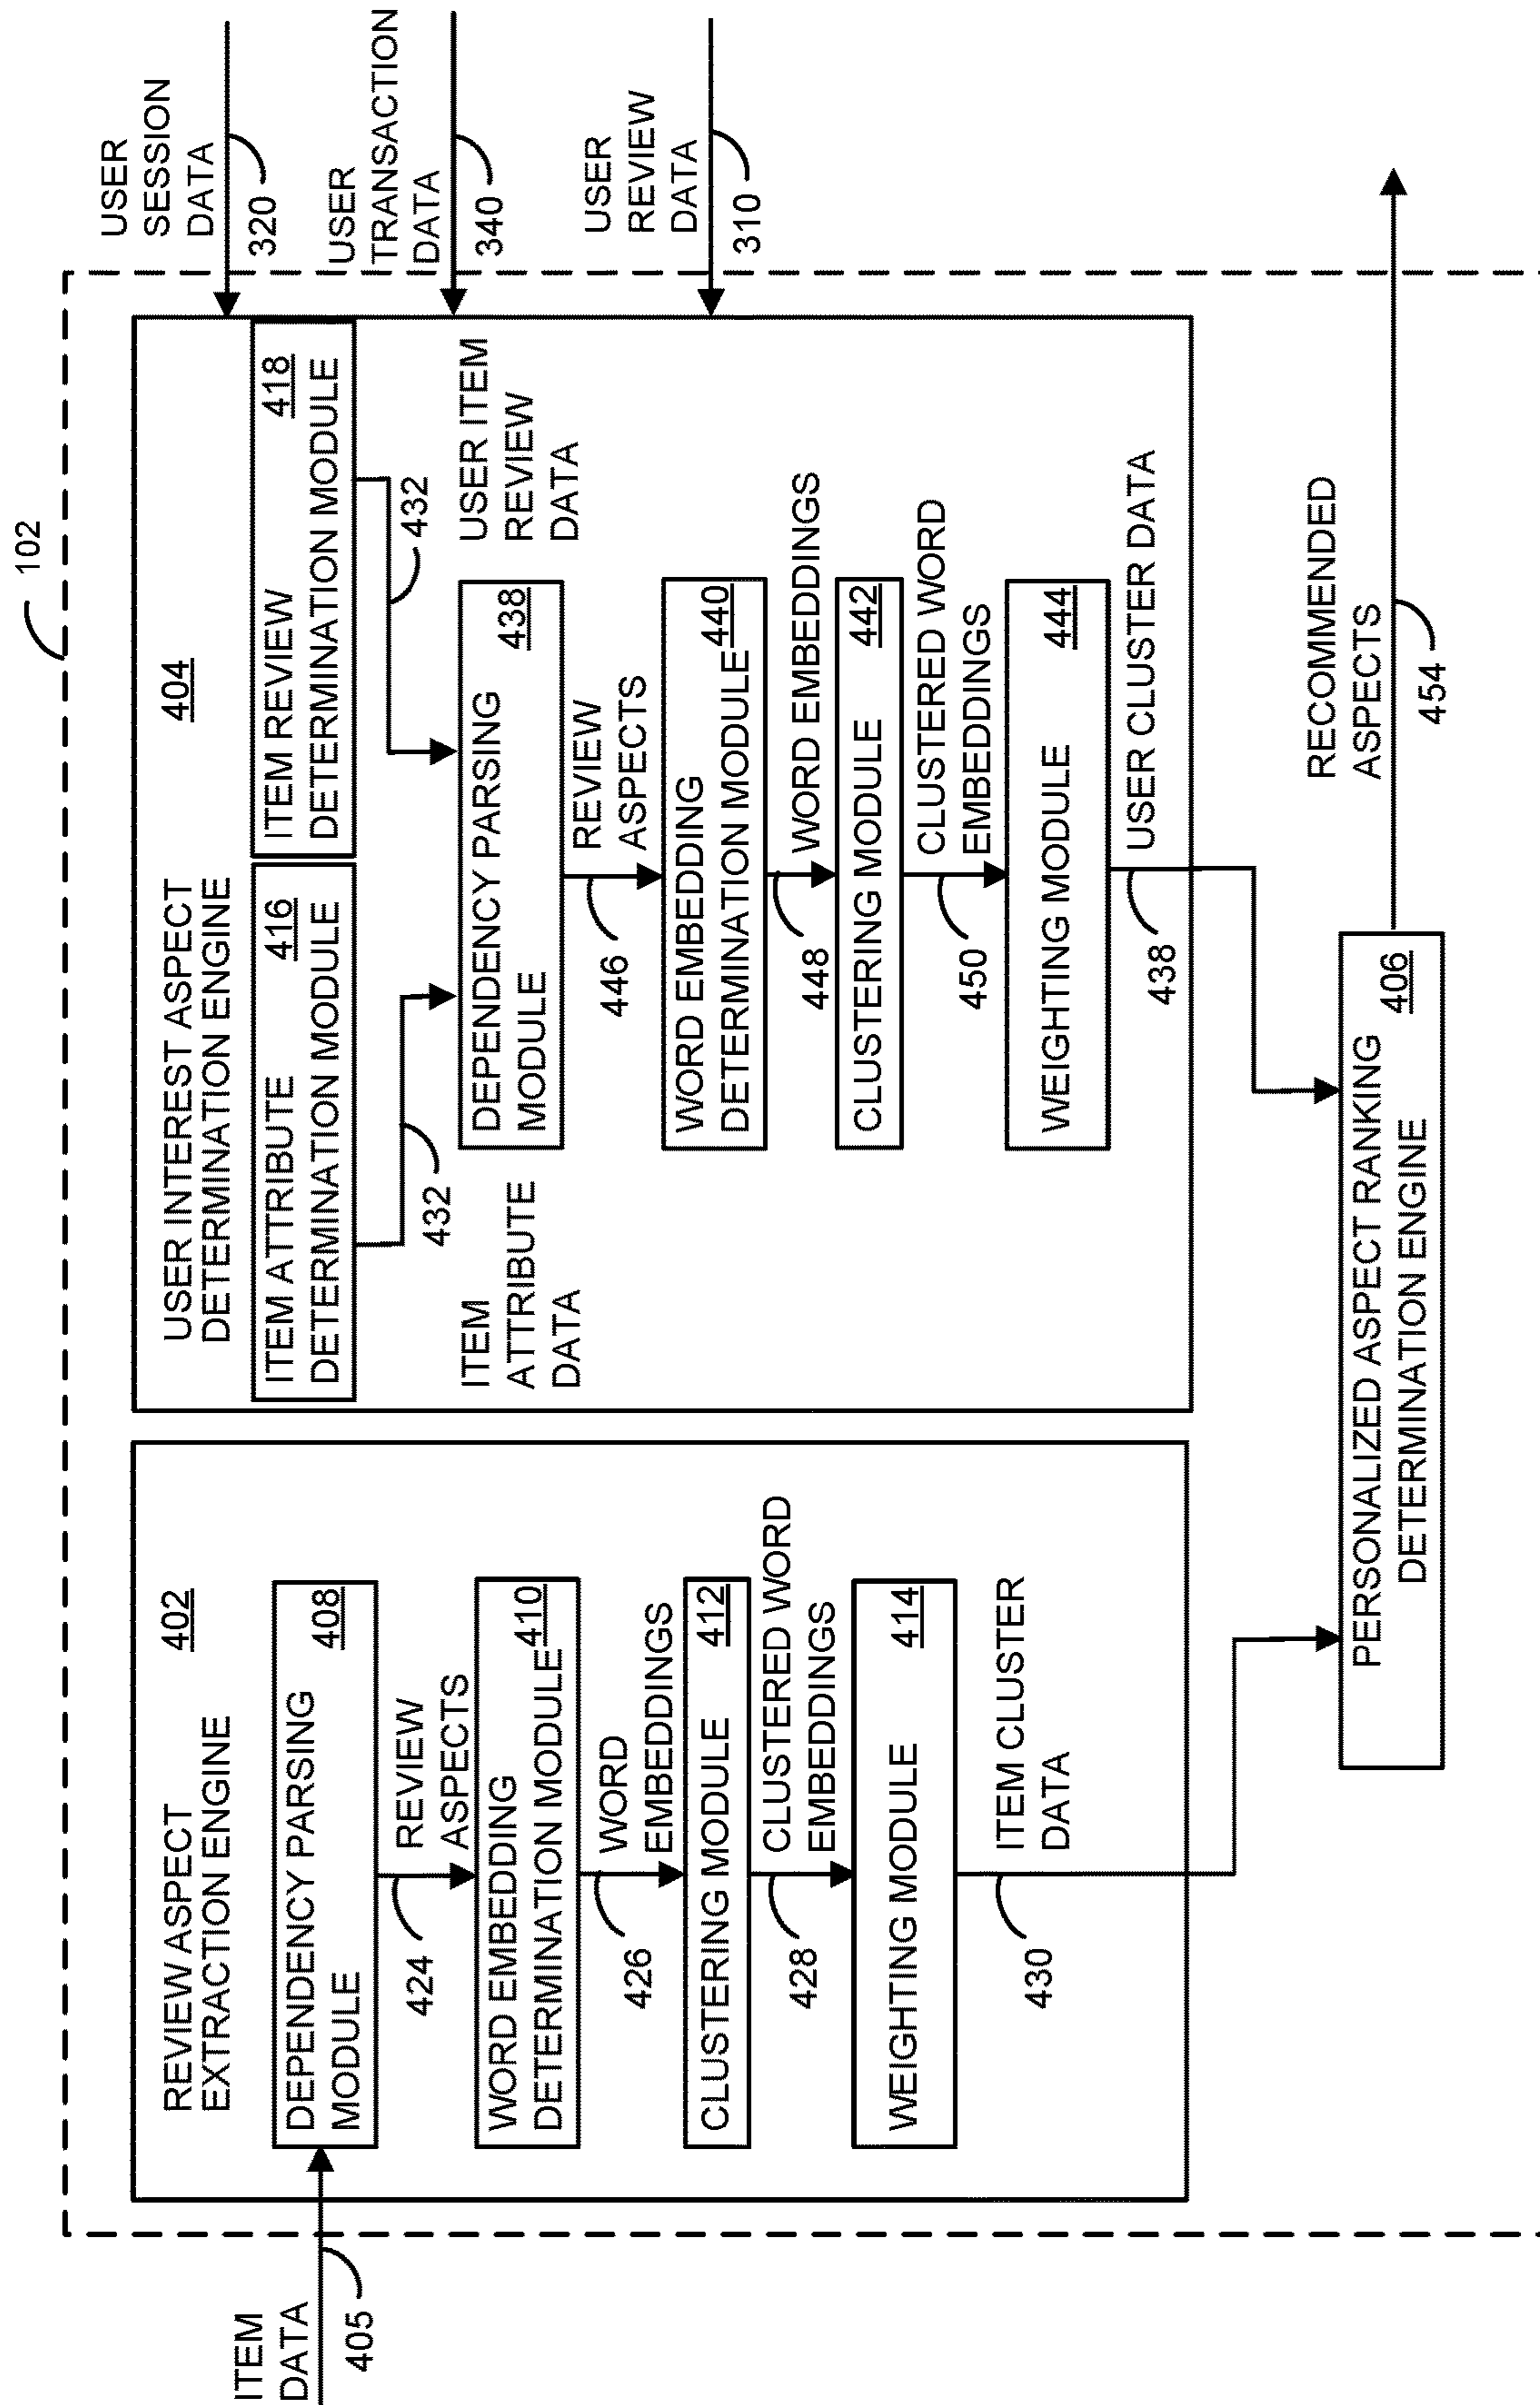 102
ITEM
DATA
405
REVIEW ASPECT
EXTRACTION ENGINE
402
DEPENDENCY PARSING
MODULE
408
REVIEW
ASPECTS
424
WORD EMBEDDING
DETERMINATION MODULE
410
WORD
EMBEDDINGS
426
CLUSTERING MODULE
412
CLUSTERED WORD
EMBEDDINGS
428
WEIGHTING MODULE
414
ITEM CLUSTER
DATA
430
USER INTEREST ASPECT
DETERMINATION ENGINE
404
ITEM ATTRIBUTE
DETERMINATION MODULE
416
ITEM REVIEW
DETERMINATION MODULE
418
432
ITEM
ATTRIBUTE
DATA
432
USER ITEM
REVIEW
DATA
DEPENDENCY PARSING
MODULE
438
REVIEW
ASPECTS
446
WORD EMBEDDING
DETERMINATION MODULE
440
WORD EMBEDDINGS
448
CLUSTERING MODULE
442
CLUSTERED WORD
EMBEDDINGS
450
WEIGHTING MODULE
444
USER CLUSTER DATA
438
USER
SESSION
DATA
320
USER
TRANSACTION
DATA
340
USER
REVIEW
DATA
310
PERSONALIZED ASPECT RANKING
DETERMINATION ENGINE
406
RECOMMENDED
ASPECTS
454